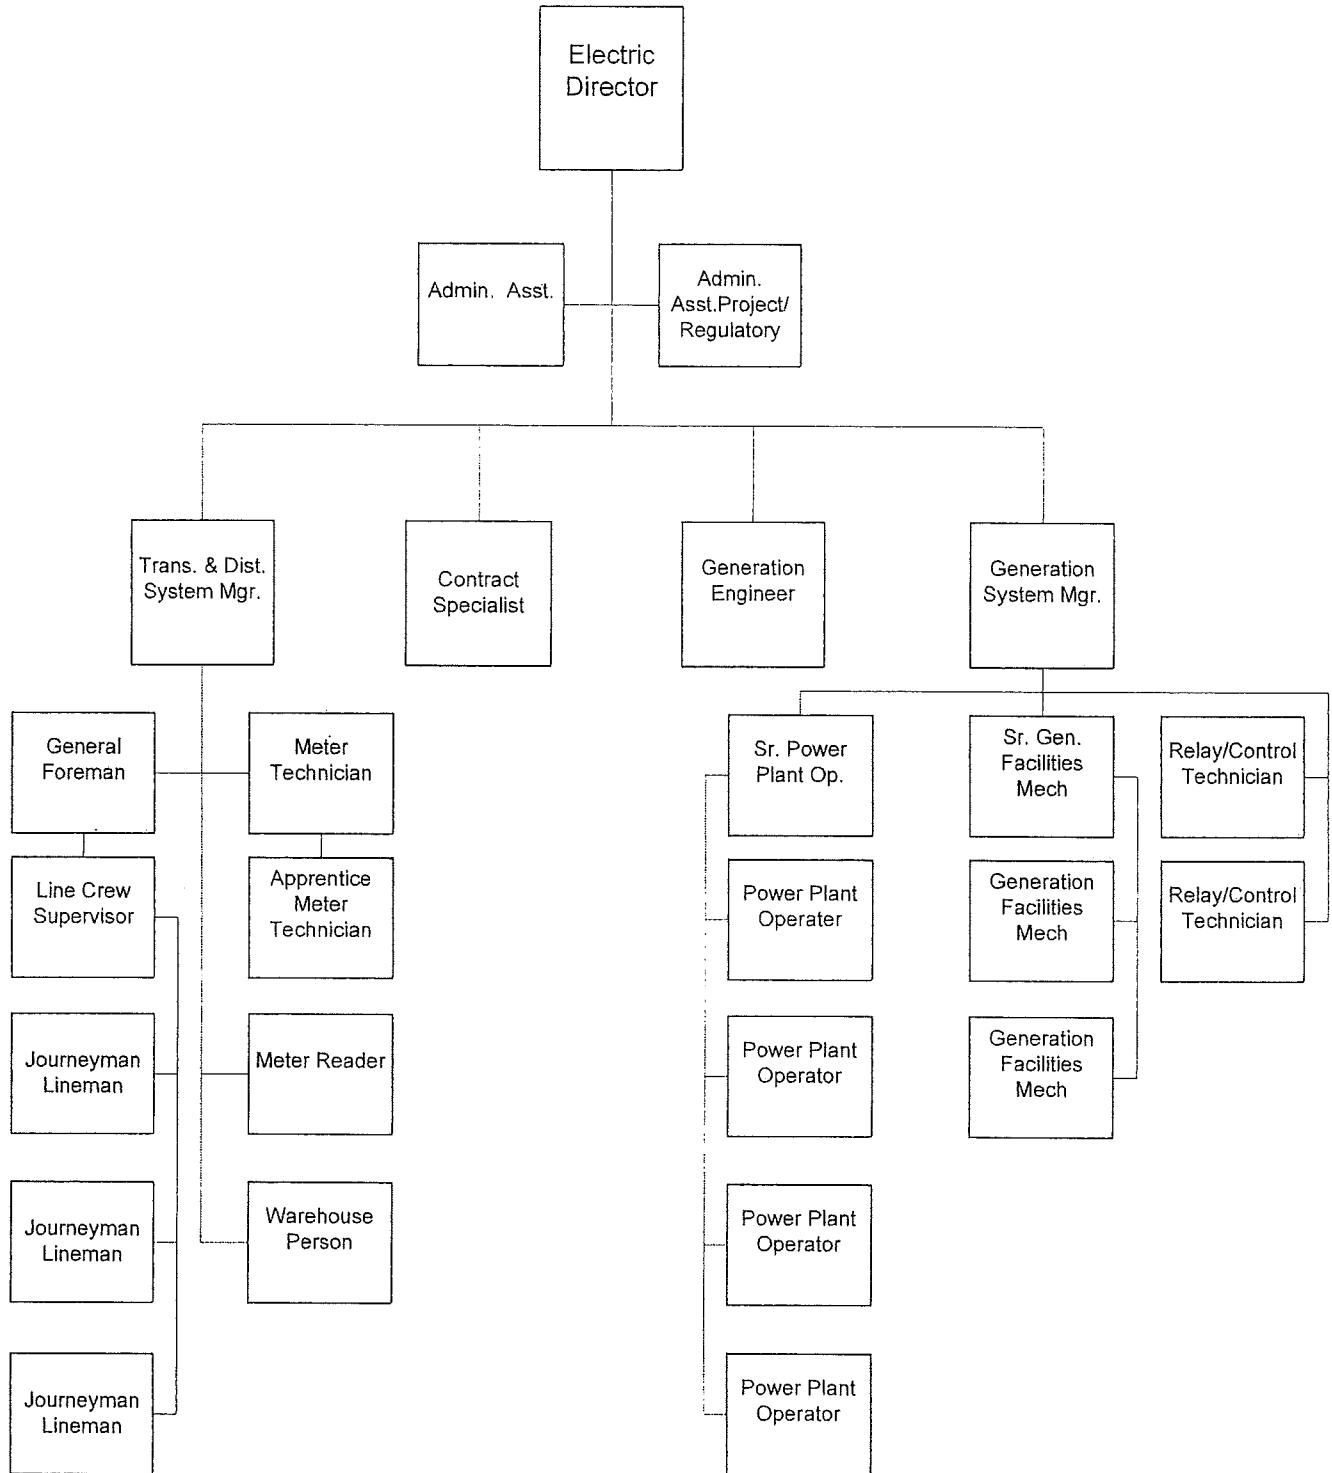 Electric
Director
Admin. Asst.
Admin.
Asst.Project/
Regulatory
Trans. & Dist.
System Mgr.
Contract
Specialist
Generation
Engineer
Generation
System Mgr.
General
Foreman
Meter
Technician
Sr. Power
Plant Op.
Sr. Gen.
Facilities
Mech
Relay/Control
Technician
Line Crew
Supervisor
Apprentice
Meter
Technician
Power Plant
Operater
Generation
Facilities
Mech
Relay/Control
Technician
Journeyman
Lineman
Meter Reader
Power Plant
Operator
Generation
Facilities
Mech
Journeyman
Lineman
Warehouse
Person
Power Plant
Operator
Journeyman
Lineman
Power Plant
Operator